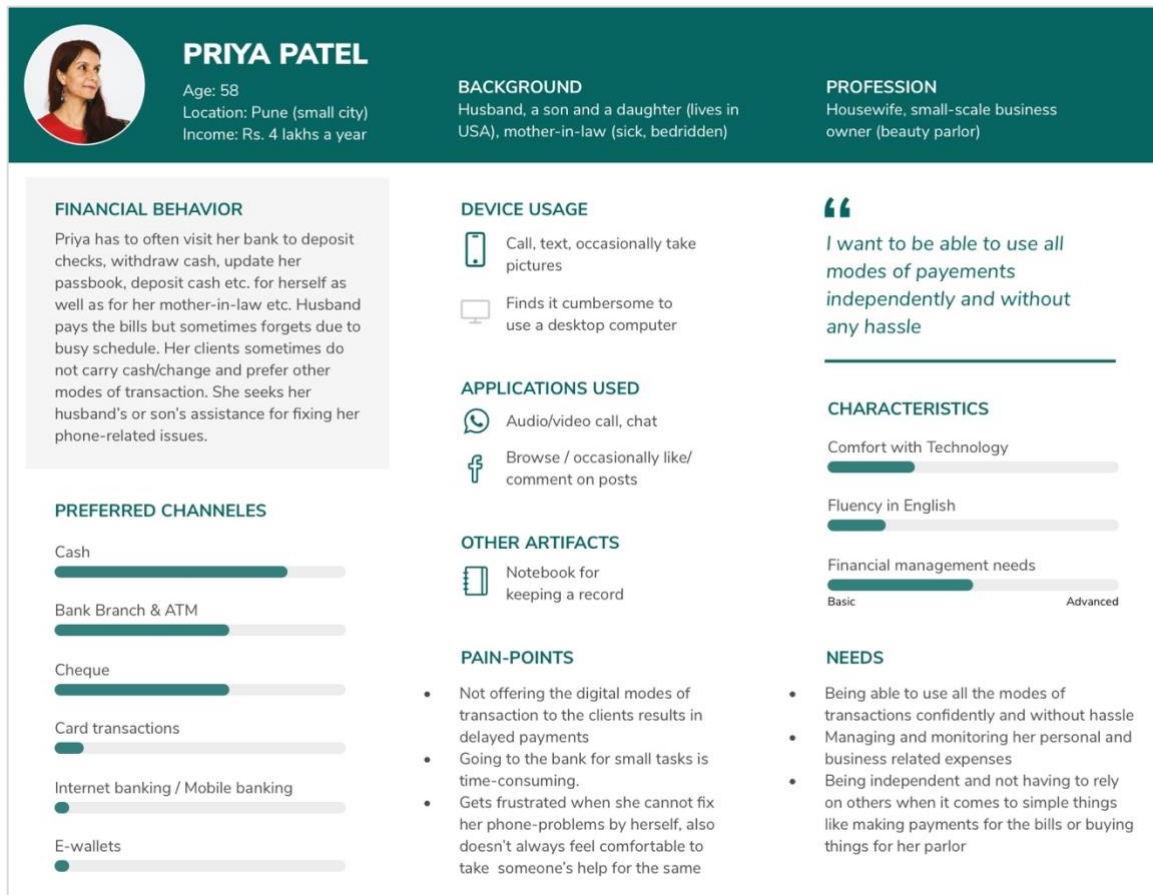 PRIYA PATEL
Age: 58
Location: Pune (small city)
Income: Rs. 4 lakhs a year
BACKGROUND
Husband, a son and a daughter (lives in
USA), mother-in-law (sick, bedridden)
PROFESSION
Housewife, small-scale business
owner (beauty parlor)
FINANCIAL BEHAVIOR
Priya has to often visit her bank to deposit
checks, withdraw cash, update her
passbook, deposit cash etc. for herself as
well as for her mother-in-law etc. Husband
pays the bills but sometimes forgets due to
busy schedule. Her clients sometimes do
not carry cash/change and prefer other
modes of transaction. She seeks her
husband's or son's assistance for fixing her
phone-related issues.
PREFERRED CHANNELES
Cash
Bank Branch & ATM
Cheque
Card transactions
Internet banking / Mobile banking
E-wallets
DEVICE USAGE
Call, text, occasionally take
pictures
Finds it cumbersome to
use a desktop computer
APPLICATIONS USED
Audio/video call, chat
Browse / occasionally like/
comment on posts
OTHER ARTIFACTS
Notebook for
keeping a record
PAIN-POINTS
• Not offering the digital modes of
transaction to the clients results in
delayed payments
• Going to the bank for small tasks is
time-consuming.
• Gets frustrated when she cannot fix
her phone-problems by herself, also
doesn't always feel comfortable to
take someone's help for the same
“
I want to be able to use all
modes of payements
independently and without
any hassle
CHARACTERISTICS
Comfort with Technology
Fluency in English
Financial management needs
Basic Advanced
NEEDS
• Being able to use all the modes of
transactions confidently and without hassle
• Managing and monitoring her personal and
business related expenses
• Being independent and not having to rely
on others when it comes to simple things
like making payments for the bills or buying
things for her parlor